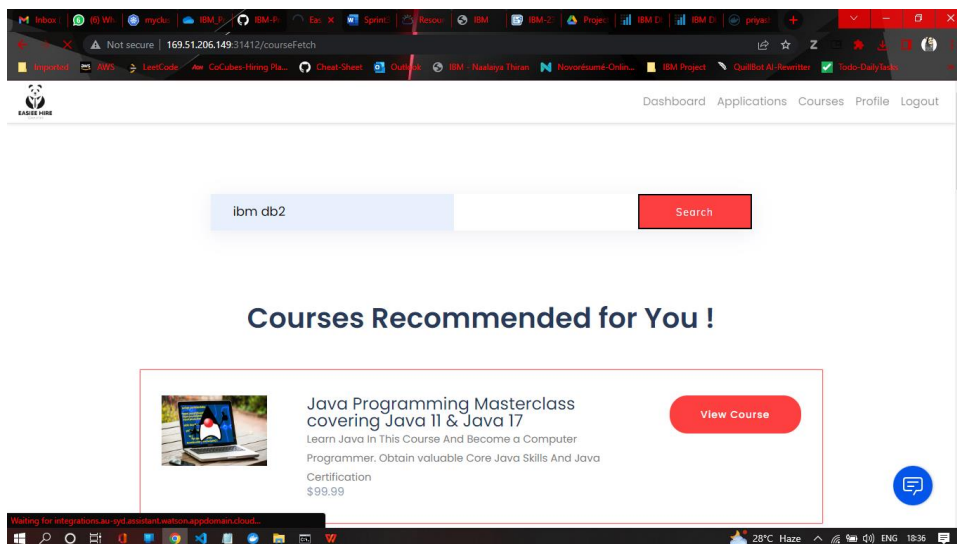 Inbox
(6) Wh
myclus
IBM_P
IBM-P
Eas
Sprint
Resour
IBM
IBM-2
Projec
IBM D
IBM D
priyas
Not secure | 169.51.206.149:31412/courseFetch
Imported
AWS
LeetCode
CoCubes-Hiring Pla...
Cheat-Sheet
Outlook
IBM - Naalaiya Thiran
Novorésumé-Onlin...
IBM Project
QuillBot AI-Rewritter
Todo-DailyTasks
EASIEE HIRE
Dashboard Applications Courses Profile Logout
ibm db2
Search
Courses Recommended for You !
Java Programming Masterclass
covering Java 11 & Java 17
Learn Java In This Course And Become a Computer
Programmer. Obtain valuable Core Java Skills And Java
Certification
$99.99
View Course
Waiting for integrations.au-syd.assistant.watson.appdomain.cloud...
28°C Haze
ENG
18:36